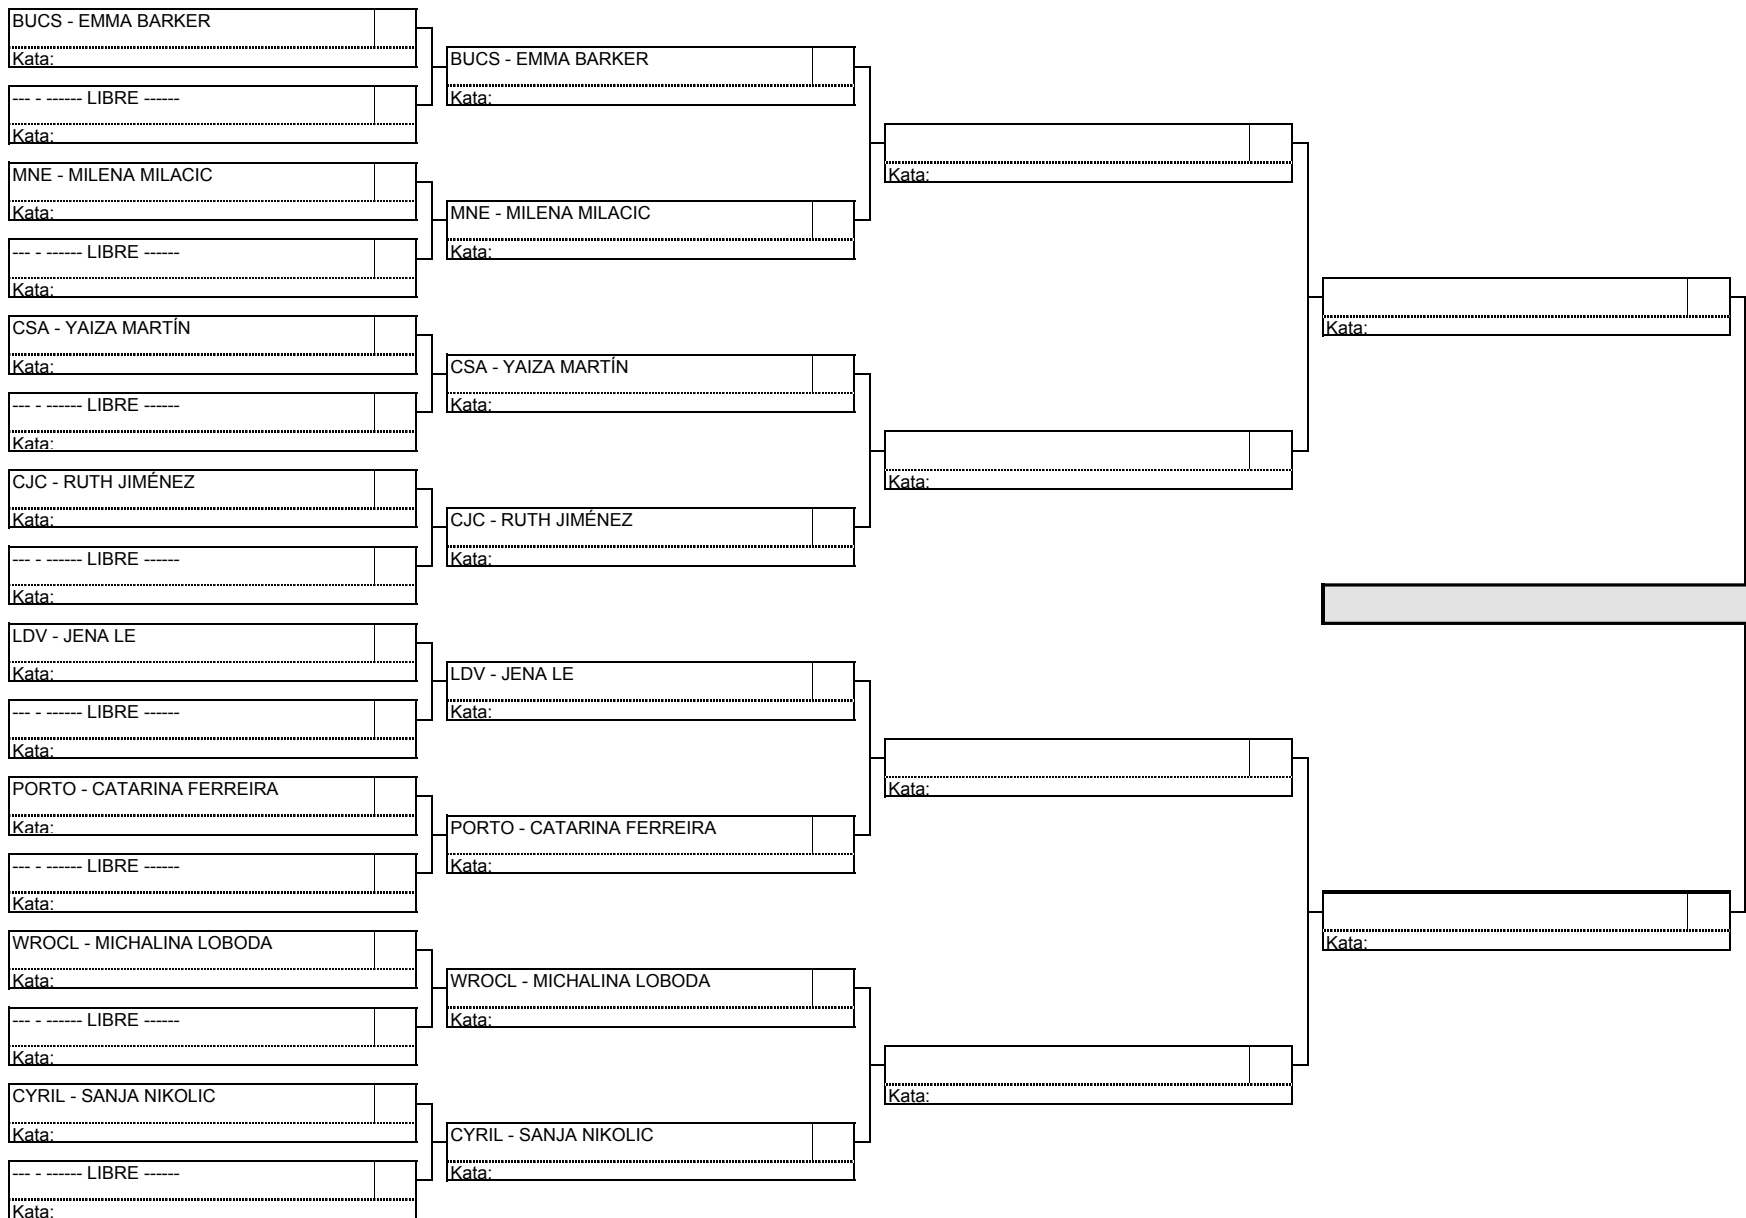 BUCS - EMMA BARKER
Kata:
--- - ------ LIBRE ------
Kata:
MNE - MILENA MILACIC
Kata:
--- - ------ LIBRE ------
Kata:
CSA - YAIZA MARTÍN
Kata:
--- - ------ LIBRE ------
Kata:
CJC - RUTH JIMÉNEZ
Kata:
--- - ------ LIBRE ------
Kata:
LDV - JENA LE
Kata:
--- - ------ LIBRE ------
Kata:
PORTO - CATARINA FERREIRA
Kata:
--- - ------ LIBRE ------
Kata:
WROCL - MICHALINA LOBODA
Kata:
--- - ------ LIBRE ------
Kata:
CYRIL - SANJA NIKOLIC
Kata:
--- - ------ LIBRE ------
Kata:
BUCS - EMMA BARKER
Kata:
MNE - MILENA MILACIC
Kata:
CSA - YAIZA MARTÍN
Kata:
CJC - RUTH JIMÉNEZ
Kata:
LDV - JENA LE
Kata:
PORTO - CATARINA FERREIRA
Kata:
WROCL - MICHALINA LOBODA
Kata:
CYRIL - SANJA NIKOLIC
Kata:
Kata:
Kata:
Kata:
Kata:
Kata:
Kata: